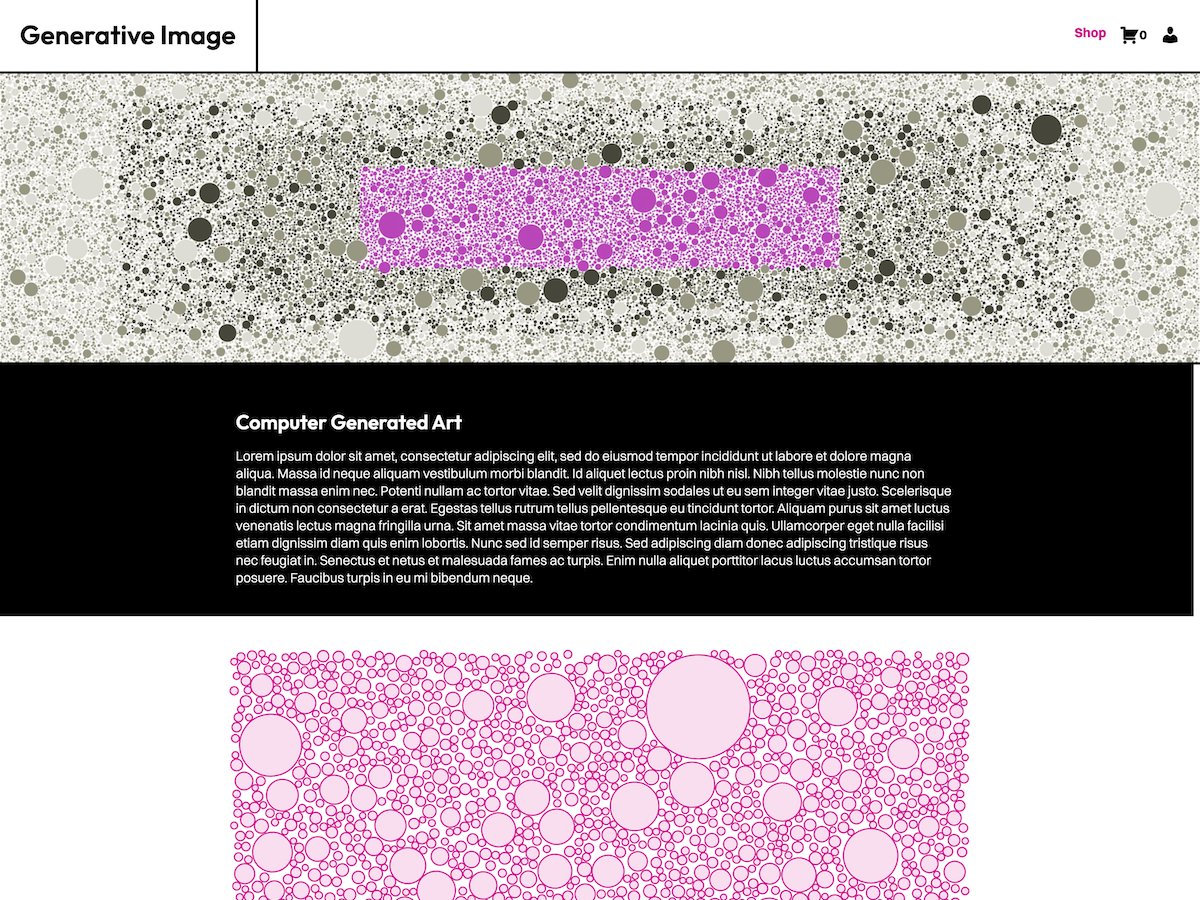 Generative Image
Shop
0
Computer Generated Art
Lorem ipsum dolor sit amet, consectetur adipiscing elit, sed do eiusmod tempor incididunt ut labore et dolore magna
aliqua. Massa id neque aliquam vestibulum morbi blandit. Id aliquet lectus proin nibh nisl. Nibh tellus molestie nunc non
blandit massa enim nec. Potenti nullam ac tortor vitae. Sed velit dignissim sodales ut eu sem integer vitae justo. Scelerisque
in dictum non consectetur a erat. Egestas tellus rutrum tellus pellentesque eu tincidunt tortor. Aliquam purus sit amet luctus
venenatis lectus magna fringilla urna. Sit amet massa vitae tortor condimentum lacinia quis. Ullamcorper eget nulla facilisi
etiam dignissim diam quis enim lobortis. Nunc sed id semper risus. Sed adipiscing diam donec adipiscing tristique risus
nec feugiat in. Senectus et netus et malesuada fames ac turpis. Enim nulla aliquet porttitor lacus luctus accumsan tortor
posuere. Faucibus turpis in eu mi bibendum neque.